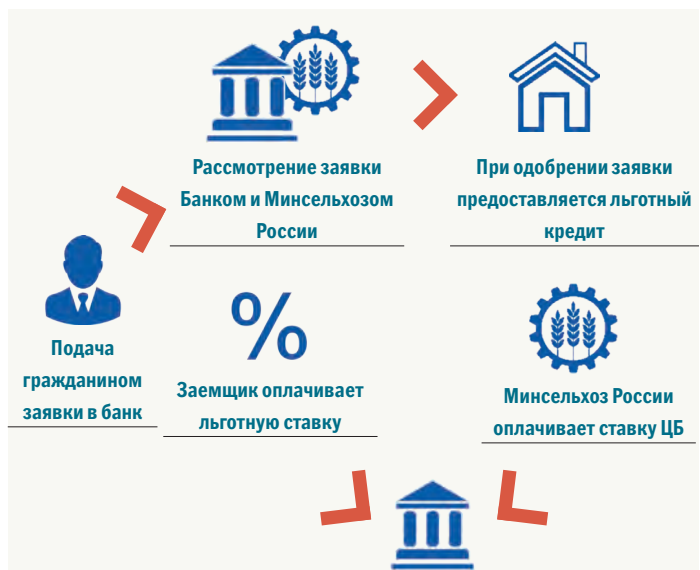 Рассмотрение заявки
Банком и Минсельхозом
России
При одобрении заявки
предоставляется льготный
кредит
Подача
гражданином
заявки в банк
%
Заемщик оплачивает
льготную ставку
Минсельхоз России
оплачивает ставку ЦБ